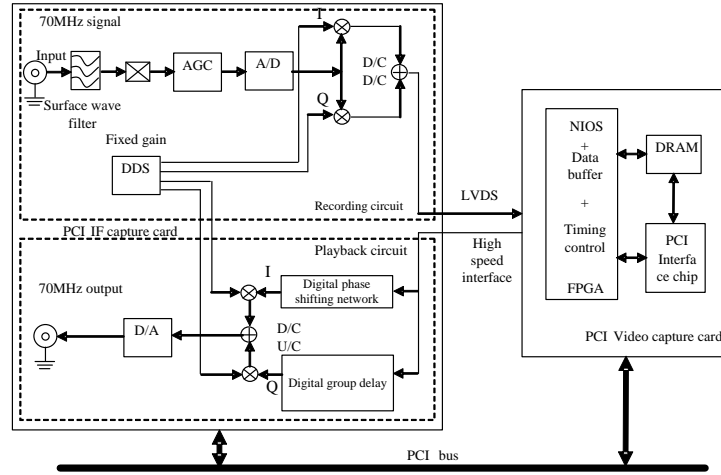 70MHz signal
Input
Surface wave
filter
AGC
A/D
I
Q
D/C
D/C
Fixed gain
DDS
Recording circuit
PCI IF capture card
Playback circuit
70MHz output
D/A
I
Q
D/C
U/C
Digital phase
shifting network
Digital group delay
LVDS
High
speed
interface
NIOS
+
Data
buffer
+
Timing
control
FPGA
DRAM
PCI
Interfa
ce chip
PCI Video capture card
PCI bus